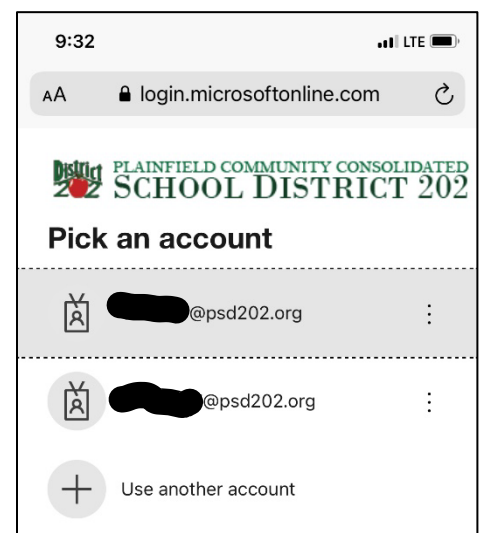 9:32 LTE
AA login.microsoftonline.com
District 202 PLAINFIELD COMMUNITY CONSOLIDATED
SCHOOL DISTRICT 202
Pick an account
@psd202.org
@psd202.org
Use another account